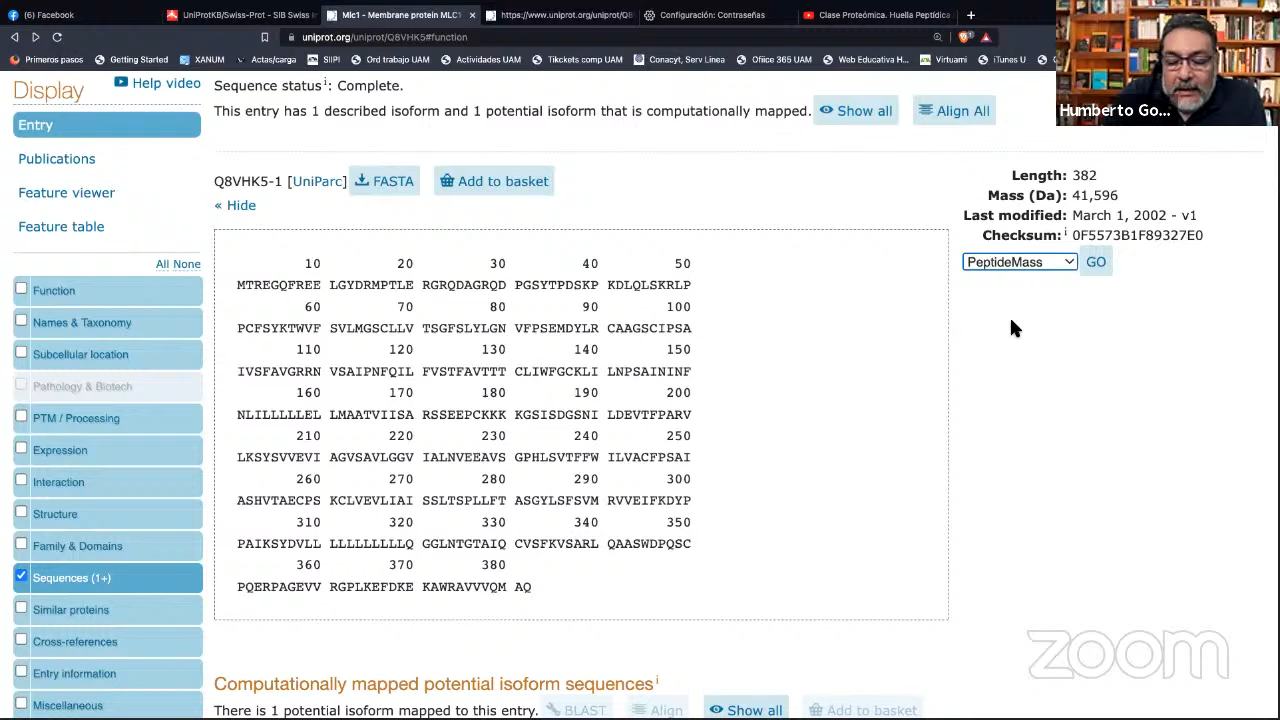 (6) Facebook
UniProtKB/Swiss-Prot - SIB Swiss I
Mlc1 - Membrane protein MLC1
https://www.uniprot.org/uniprot/Q8
Configuración: Contraseñas
Clase Proteómica. Huella Peptídica
uniprot.org/uniprot/Q8VHK5#function
Primeros pasos
Getting Started
XANUM
Actas/carga
SIIPI
Ord trabajo UAM
Actividades UAM
Tikckets comp UAM
Conacyt, Serv Linea
Oficce 365 UAM
Web Educativa H...
Virtuami
iTunes U
Humberto Go...
Display
Help video
Entry
Publications
Feature viewer
Feature table
All None
Function
Names & Taxonomy
Subcellular location
Pathology & Biotech
PTM / Processing
Expression
Interaction
Structure
Family & Domains
Sequences (1+)
Similar proteins
Cross-references
Entry information
Miscellaneous
Sequence status i: Complete.
This entry has 1 described isoform and 1 potential isoform that is computationally mapped. Show all Align All
Q8VHK5-1 [UniParc] FASTA Add to basket
« Hide
10 20 30 40 50
MTREGQFREE LGYDRMPTLE RGRQDAGRQD PGSYTPDSKP KDLQLSKRLP
60 70 80 90 100
PCFSYKTWVF SVLMGSCLLV TSGFSLYLGN VFPSEMDYLR CAAGSCIPSA
110 120 130 140 150
IVSFAVGRRN VSAIPNFQIL FVSTFAVTTT CLIWFGCKLI LNPSAININF
160 170 180 190 200
NLILLLLLEL LMAATVIISA RSSEEPCKKK KGSISDGSNI LDEVTFPARV
210 220 230 240 250
LKSYSVVEVI AGVSAVLGGV IALNVEEAVS GPHLSVTFFW ILVACFPSAI
260 270 280 290 300
ASHVTAECPS KCLVEVLIAI SSLTSPLLFT ASGYLSFSVM RVVEIFKDYP
310 320 330 340 350
PAIKSYDVLL LLLLLLLLLQ GGLNTGTAIQ CVSFKVSARL QAASWDPQSC
360 370 380
PQERPAGEVV RGPLKEFDKE KAWRAVVVQM AQ
Length: 382
Mass (Da): 41,596
Last modified: March 1, 2002 - v1
Checksum: i 0F5573B1F89327E0
PeptideMass GO
Computationally mapped potential isoform sequences i
There is 1 potential isoform mapped to this entry. BLAST Align Show all Add to basket
zoom